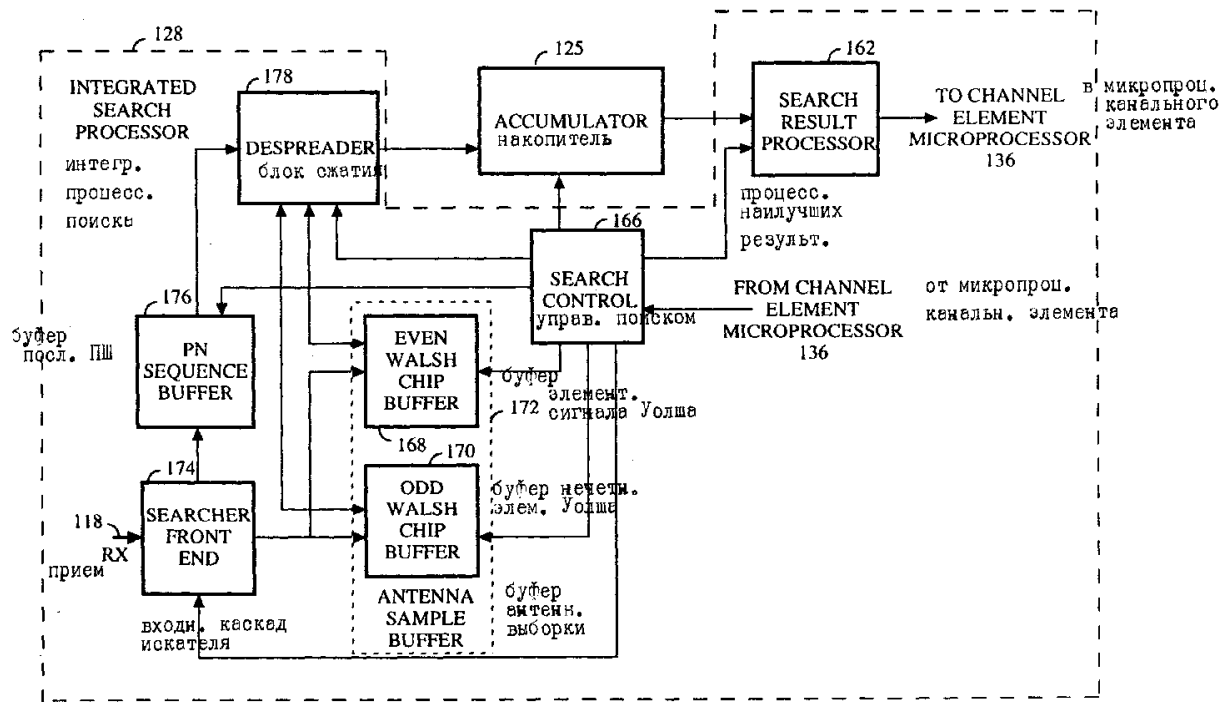 128
INTEGRATED
SEARCH
PROCESSOR
интегр.
процесс.
поискь
178
DESPREADER
блок сжатия
125
ACCUMULATOR
накопитель
162
SEARCH
RESULT
PROCESSOR
процесс.
наилучших
результ.
TO CHANNEL
ELEMENT
MICROPROCESSOR
136
в микропроц.
канального
элемента
166
SEARCH
CONTROL
управ. поиском
FROM CHANNEL
ELEMENT
MICROPROCESSOR
136
от микропроц.
канальн. элемента
176
PN
SEQUENCE
BUFFER
буфер
посл. ПШ
EVEN
WALSH
CHIP
BUFFER
168
буфер
элемент.
сигнала Уолша
172
170
ODD
WALSH
CHIP
BUFFER
буфер нечетн.
элем. Уолша
ANTENNA
SAMPLE
BUFFER
буфер
антенн.
выборки
174
SEARCHER
FRONT
END
входн. каскад
искателя
118
RX
прием